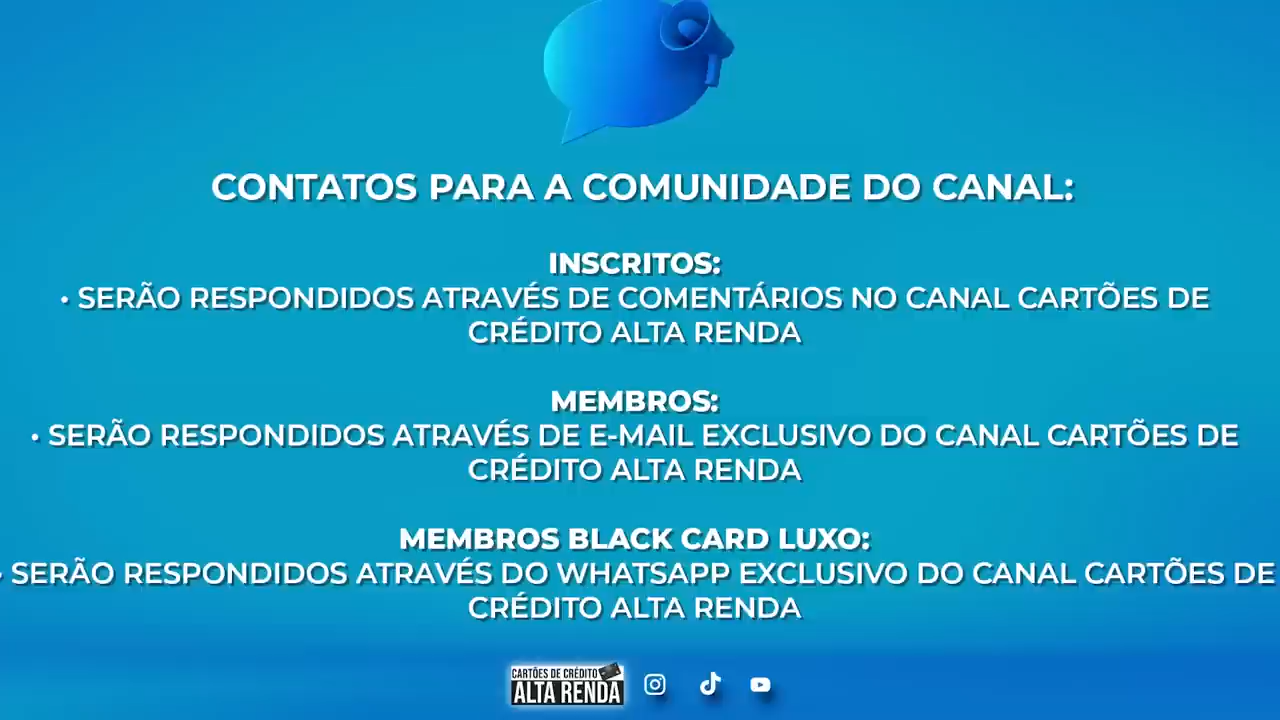 CONTATOS PARA A COMUNIDADE DO CANAL:
INSCRITOS:
• SERÃO RESPONDIDOS ATRAVÉS DE COMENTÁRIOS NO CANAL CARTÕES DE
CRÉDITO ALTA RENDA
MEMBROS:
• SERÃO RESPONDIDOS ATRAVÉS DE E-MAIL EXCLUSIVO DO CANAL CARTÕES DE
CRÉDITO ALTA RENDA
MEMBROS BLACK CARD LUXO:
• SERÃO RESPONDIDOS ATRAVÉS DO WHATSAPP EXCLUSIVO DO CANAL CARTÕES DE
CRÉDITO ALTA RENDA
CARTÕES DE CRÉDITO
ALTA RENDA